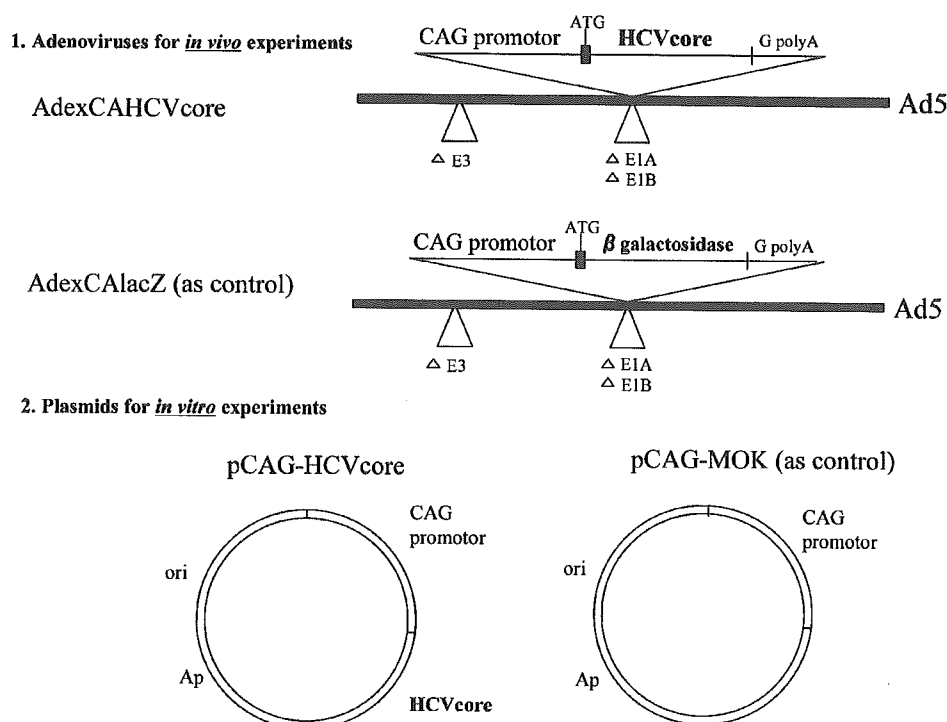 1. Adenoviruses for in vivo experiments
ATG
CAG promotor
HCVcore
G polyA
AdexCAHCVcore
Ad5
△ E3
△ E1A
△ E1B
ATG
CAG promotor
β galactosidase
G polyA
AdexCAlacZ (as control)
Ad5
△ E3
△ E1A
△ E1B
2. Plasmids for in vitro experiments
pCAG-HCVcore
pCAG-MOK (as control)
CAG
promotor
ori
Ap
HCVcore
CAG
promotor
ori
Ap